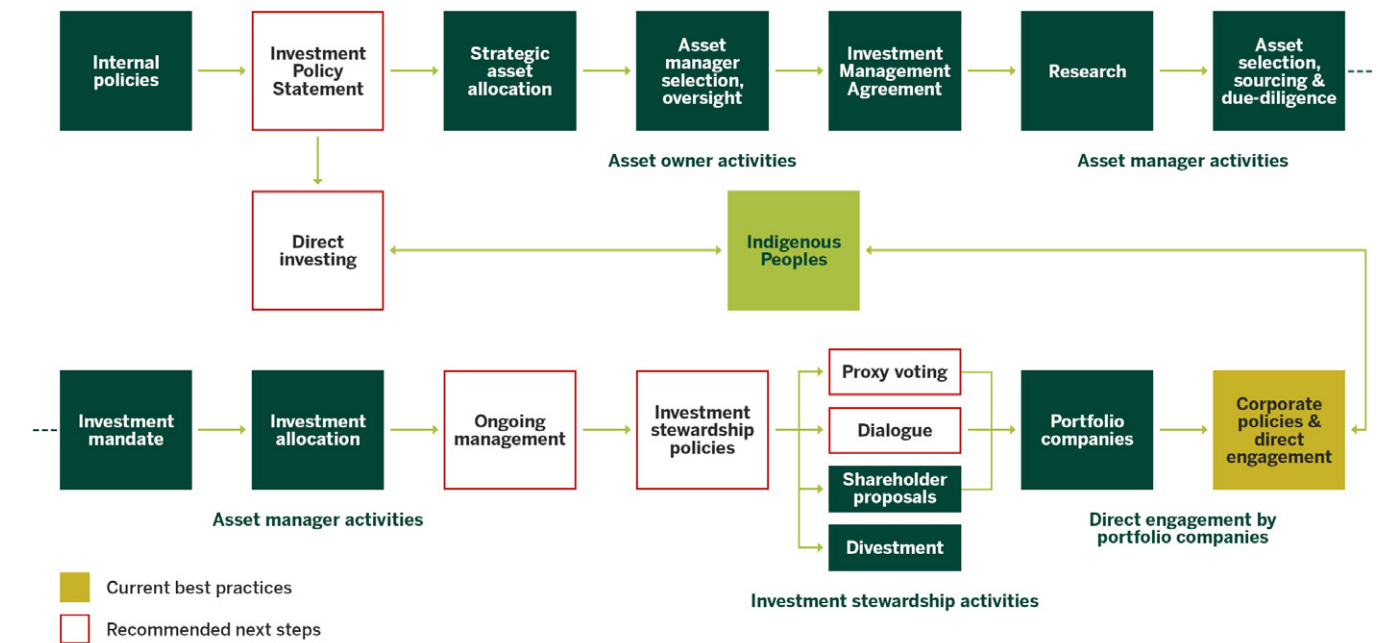 Internal
policies
Investment
Policy
Statement
Strategic
asset
allocation
Asset
manager
selection,
oversight
Investment
Management
Agreement
Research
Asset
selection,
sourcing &
due-diligence
Asset owner activities
Asset manager activities
Direct
investing
Indigenous
Peoples
Investment
mandate
Investment
allocation
Ongoing
management
Investment
stewardship
policies
Proxy voting
Dialogue
Shareholder
proposals
Divestment
Portfolio
companies
Corporate
policies &
direct
engagement
Asset manager activities
Direct engagement by
portfolio companies
Investment stewardship activities
Current best practices
Recommended next steps